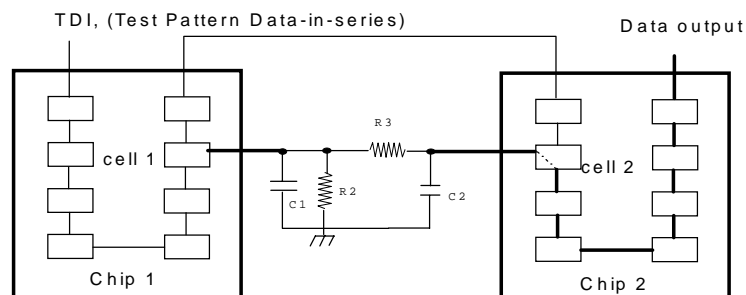 TDI, (Test Pattern Data-in-series)
Data output
R3
cell 1
cell 2
C1
R2
C2
Chip 1
Chip 2